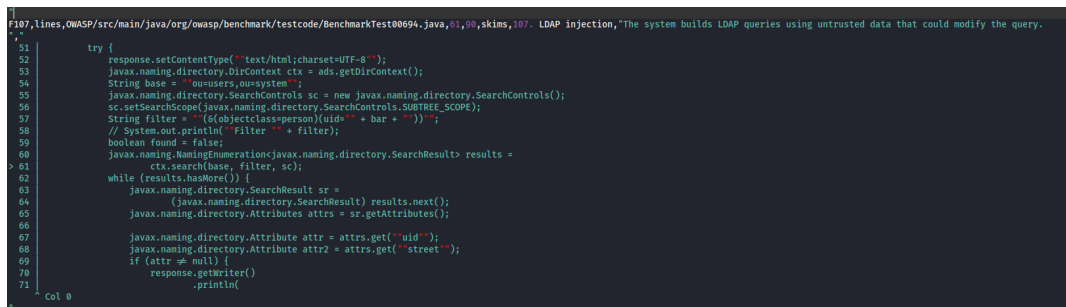 "
F107,lines,OWASP/src/main/java/org/owasp/benchmark/testcode/BenchmarkTest00694.java,61,90,skims,107. LDAP injection,"The system builds LDAP queries using untrusted data that could modify the query.
","
  51 |         try {
  52 |             response.setContentType(""text/html;charset=UTF-8"");
  53 |             javax.naming.directory.DirContext ctx = ads.getDirContext();
  54 |             String base = ""ou=users,ou=system"";
  55 |             javax.naming.directory.SearchControls sc = new javax.naming.directory.SearchControls();
  56 |             sc.setSearchScope(javax.naming.directory.SearchControls.SUBTREE_SCOPE);
  57 |             String filter = ""(&(objectclass=person)(uid="" + bar + ""))"";
  58 |             // System.out.println(""Filter "" + filter);
  59 |             boolean found = false;
  60 |             javax.naming.NamingEnumeration<javax.naming.directory.SearchResult> results =
> 61 |                     ctx.search(base, filter, sc);
  62 |             while (results.hasMore()) {
  63 |                 javax.naming.directory.SearchResult sr =
  64 |                         (javax.naming.directory.SearchResult) results.next();
  65 |                 javax.naming.directory.Attributes attrs = sr.getAttributes();
  66 |
  67 |                 javax.naming.directory.Attribute attr = attrs.get(""uid"");
  68 |                 javax.naming.directory.Attribute attr2 = attrs.get(""street"");
  69 |                 if (attr ≠ null) {
  70 |                     response.getWriter()
  71 |                             .println(
     ^ Col 0
"